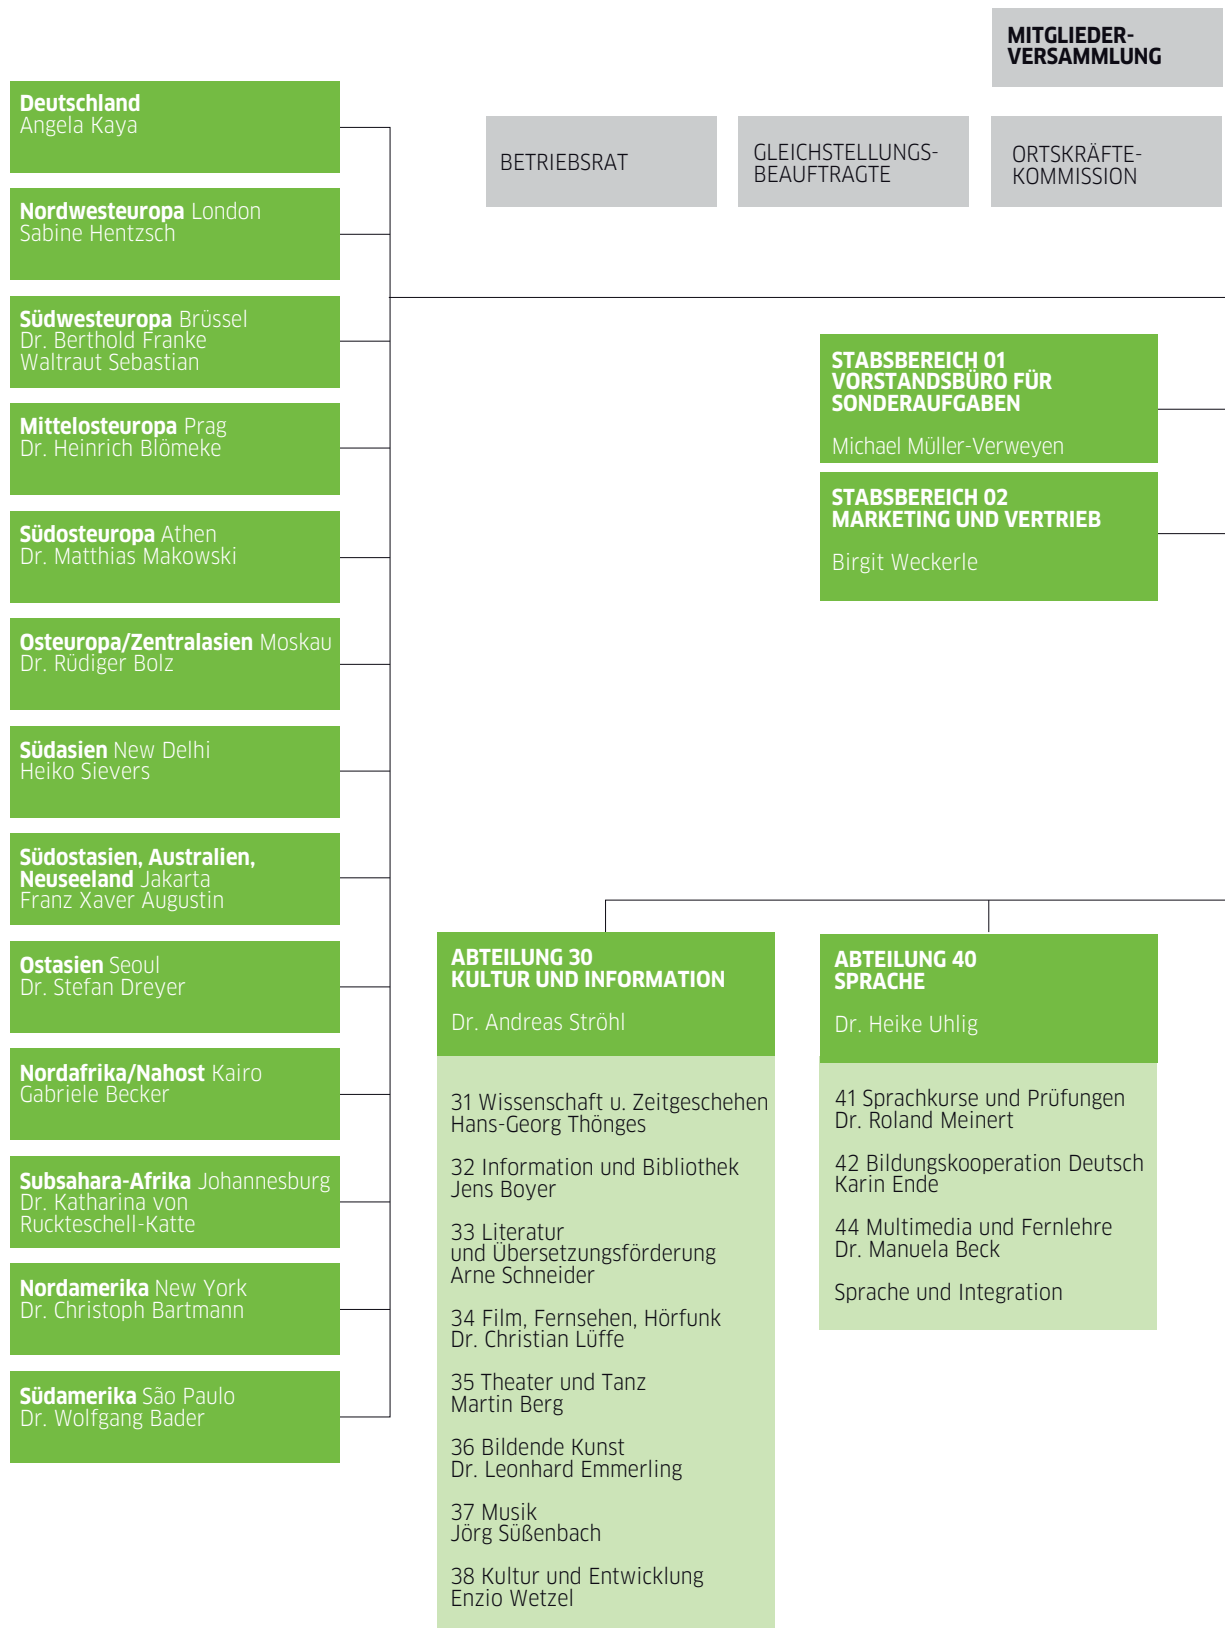 MITGLIEDER-
VERSAMMLUNG
BETRIEBSRAT
GLEICHSTELLUNGS-
BEAUFTRAGTE
ORTSKRÄFTE-
KOMMISSION
Deutschland
Angela Kaya
Nordwesteuropa London
Sabine Hentzsch
Südwesteuropa Brüssel
Dr. Berthold Franke
Waltraut Sebastian
Mittelosteuropa Prag
Dr. Heinrich Blömeke
Südosteuropa Athen
Dr. Matthias Makowski
Osteuropa/Zentralasien Moskau
Dr. Rüdiger Bolz
Südasien New Delhi
Heiko Sievers
Südostasien, Australien,
Neuseeland Jakarta
Franz Xaver Augustin
Ostasien Seoul
Dr. Stefan Dreyer
Nordafrika/Nahost Kairo
Gabriele Becker
Subsahara-Afrika Johannesburg
Dr. Katharina von
Ruckteschell-Katte
Nordamerika New York
Dr. Christoph Bartmann
Südamerika São Paulo
Dr. Wolfgang Bader
STABSBEREICH 01
VORSTANDSBÜRO FÜR
SONDERAUFGABEN
Michael Müller-Verweyen
STABSBEREICH 02
MARKETING UND VERTRIEB
Birgit Weckerle
ABTEILUNG 30
KULTUR UND INFORMATION
Dr. Andreas Ströhl
31 Wissenschaft u. Zeitgeschehen
Hans-Georg Thönges
32 Information und Bibliothek
Jens Boyer
33 Literatur
und Übersetzungsförderung
Arne Schneider
34 Film, Fernsehen, Hörfunk
Dr. Christian Lüffe
35 Theater und Tanz
Martin Berg
36 Bildende Kunst
Dr. Leonhard Emmerling
37 Musik
Jörg Süßenbach
38 Kultur und Entwicklung
Enzio Wetzel
ABTEILUNG 40
SPRACHE
Dr. Heike Uhlig
41 Sprachkurse und Prüfungen
Dr. Roland Meinert
42 Bildungskooperation Deutsch
Karin Ende
44 Multimedia und Fernlehre
Dr. Manuela Beck
Sprache und Integration